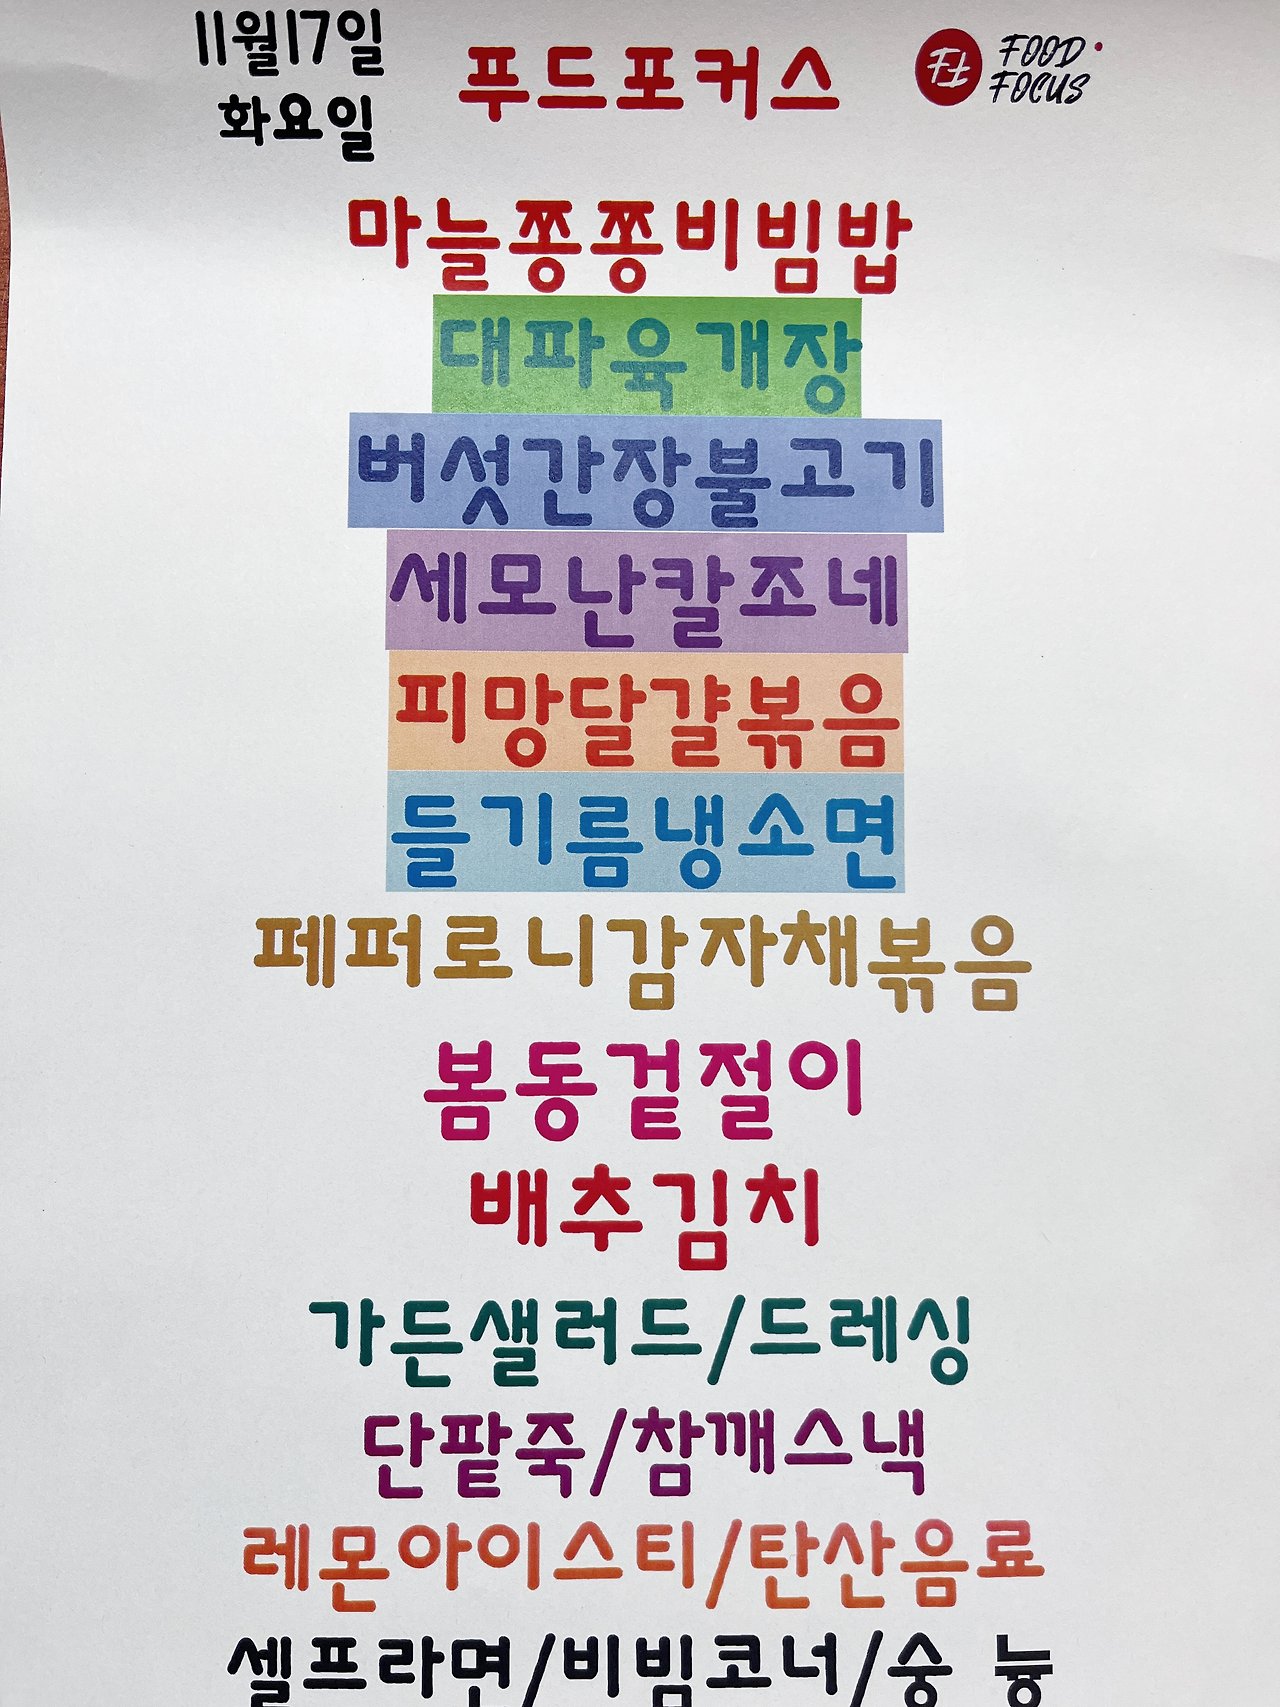 11월17일
화요일
푸드포커스
FF FOOD
FOCUS
마늘쫑쫑비빔밥
대파육개장
버섯간장불고기
세모난칼조네
피망달걀볶음
들기름냉소면
페퍼로니감자채볶음
봄동겉절이
배추김치
가든샐러드/드레싱
단팥죽/참깨스낵
레몬아이스티/탄산음료
셀프라면/비빔코너/숭 늉